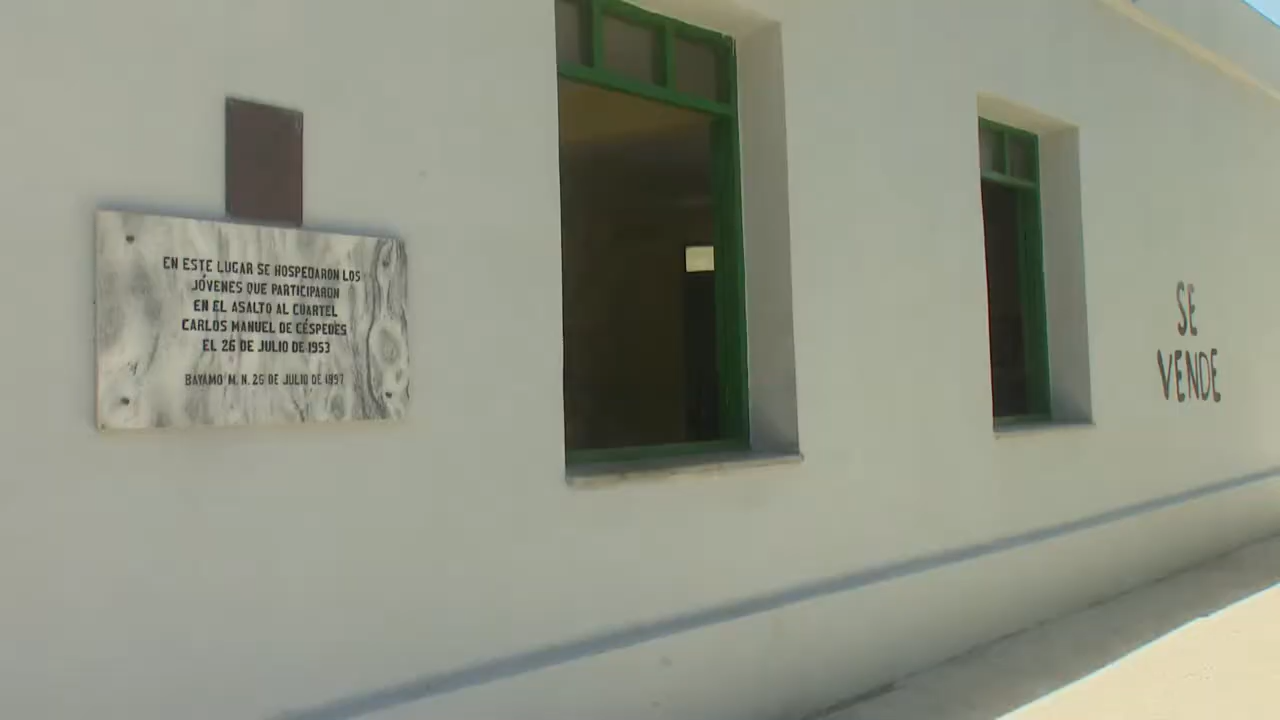 EN ESTE LUGAR SE HOSPEDARON LOS
JÓVENES QUE PARTICIPARON
EN EL ASALTO AL CUARTEL
CARLOS MANUEL DE CÉSPEDES
EL 26 DE JULIO DE 1953
BAYAMO M. N. 26 DE JULIO DE 1997
SE
VENDE